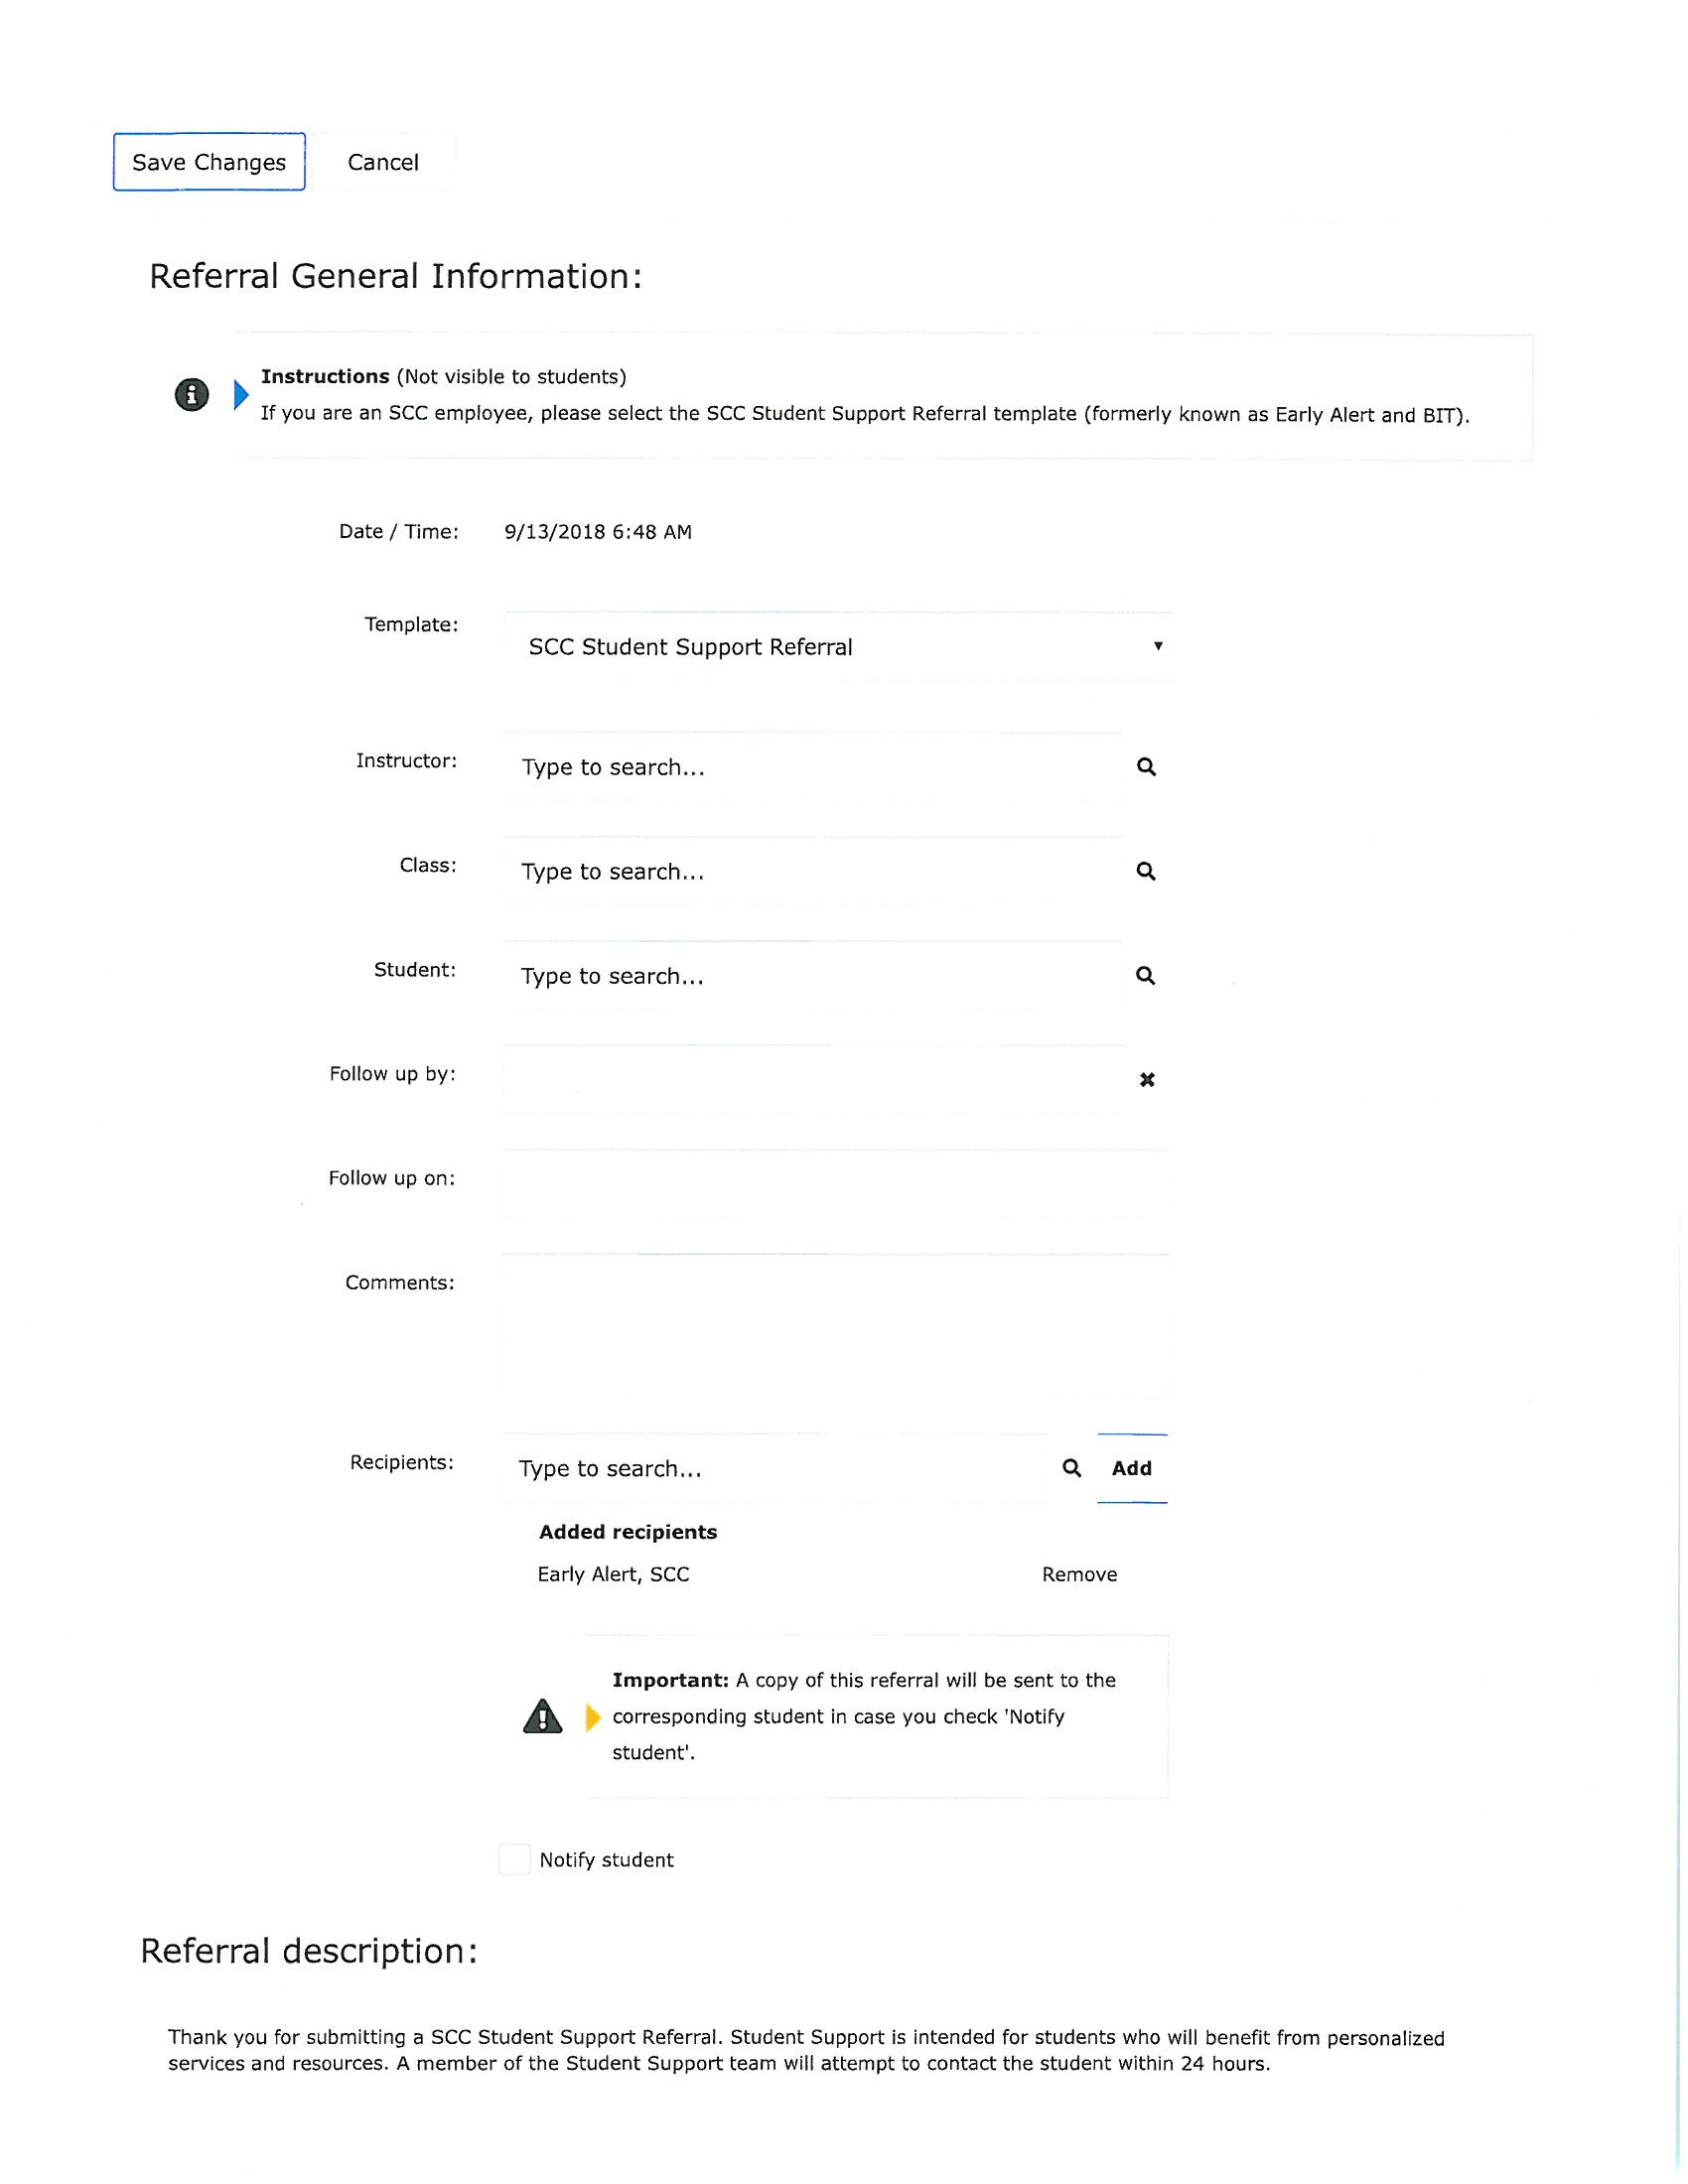 Save Changes Cancel
Referral General Information:
Instructions (Not visible to students)
If you are an SCC employee, please select the SCC Student Support Referral template (formerly known as Early Alert and BIT).
Date / Time: 9/13/2018 6:48 AM
Template: SCC Student Support Referral
Instructor: Type to search...
Class: Type to search...
Student: Type to search...
Follow up by:
Follow up on:
Comments:
Recipients: Type to search... Add
Added recipients
Early Alert, SCC Remove
Important: A copy of this referral will be sent to the
corresponding student in case you check 'Notify
student'.
Notify student
Referral description:
Thank you for submitting a SCC Student Support Referral. Student Support is intended for students who will benefit from personalized
services and resources. A member of the Student Support team will attempt to contact the student within 24 hours.